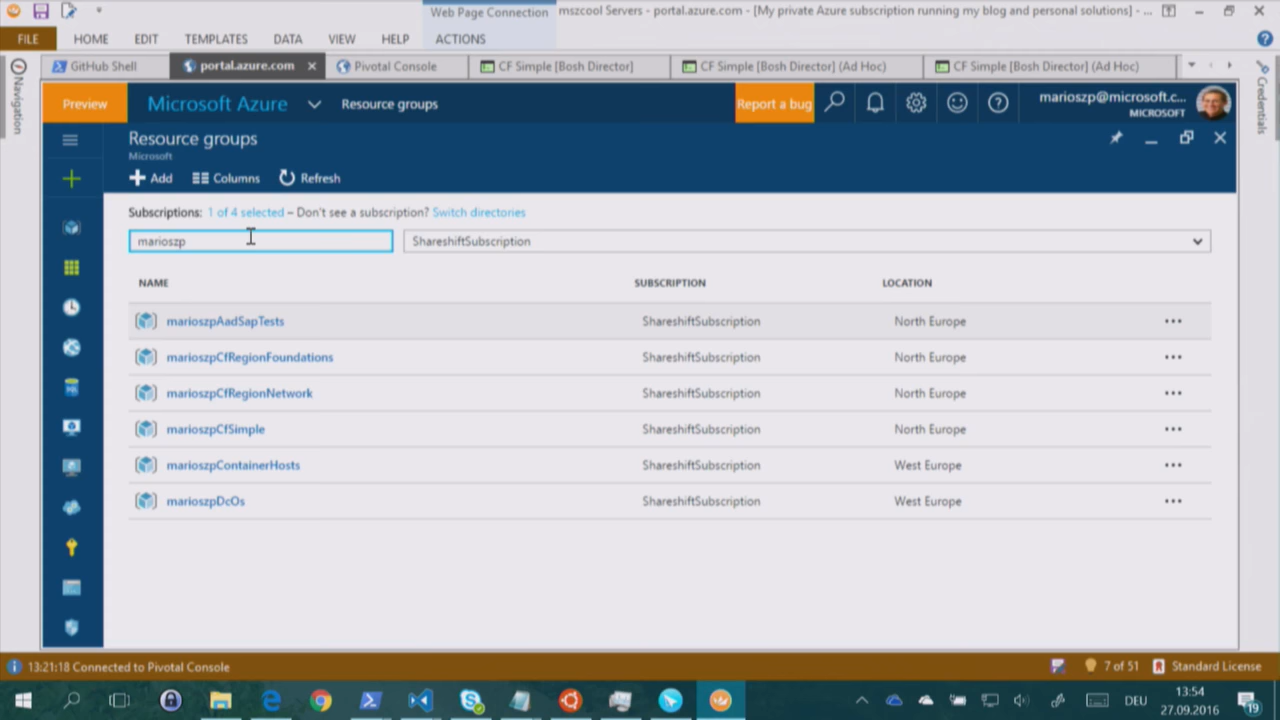 Web Page Connection
mszcool Servers - portal.azure.com - [My private Azure subscription running my blog and personal solutions] - ...
FILE HOME EDIT TEMPLATES DATA VIEW HELP ACTIONS
GitHub Shell portal.azure.com Pivotal Console CF Simple [Bosh Director] CF Simple [Bosh Director] (Ad Hoc) CF Simple [Bosh Director] (Ad Hoc)
Navigation
Credentials
Preview Microsoft Azure Resource groups Report a bug marioszp@microsoft.c...
MICROSOFT
Resource groups
Microsoft
Add Columns Refresh
Subscriptions: 1 of 4 selected – Don't see a subscription? Switch directories
marioszp ShareshiftSubscription
NAME SUBSCRIPTION LOCATION
marioszpAadSapTests ShareshiftSubscription North Europe
marioszpCfRegionFoundations ShareshiftSubscription North Europe
marioszpCfRegionNetwork ShareshiftSubscription North Europe
marioszpCfSimple ShareshiftSubscription North Europe
marioszpContainerHosts ShareshiftSubscription West Europe
marioszpDcOs ShareshiftSubscription West Europe
13:21:18 Connected to Pivotal Console 7 of 51 Standard License
DEU 13:54
27.09.2016
19